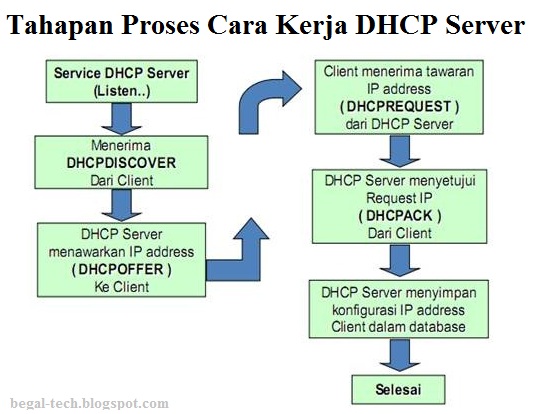 Tahapan Proses Cara Kerja DHCP Server
Service DHCP Server
(Listen..)
Menerima
DHCPDISCOVER
Dari Client
DHCP Server
menawarkan IP address
( DHCPOFFER )
Ke Client
Client menerima tawaran
IP address
( DHCPREQUEST )
dari DHCP Server
DHCP Server menyetujui
Request IP
( DHCPACK )
Dari Client
DHCP Server menyimpan
konfigurasi IP address
Client dalam database
Selesai
begal-tech.blogspot.com